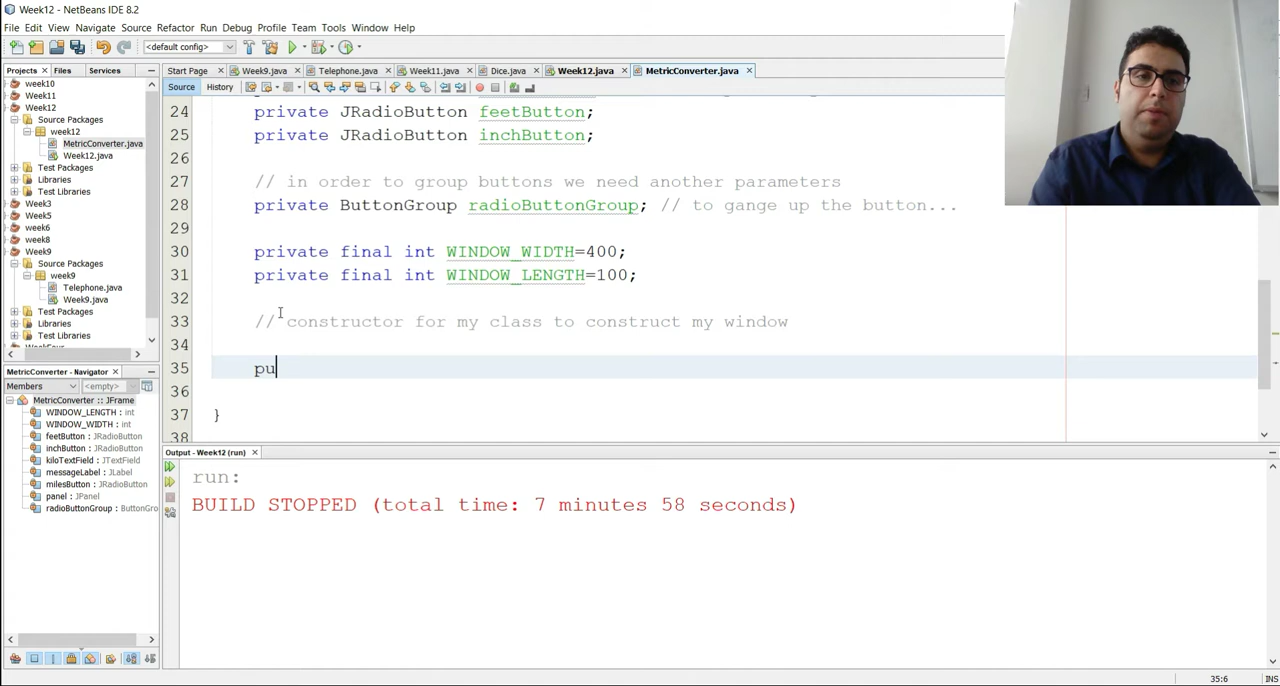 Week12 - NetBeans IDE 8.2
File Edit View Navigate Source Refactor Run Debug Profile Team Tools Window Help
<default config>
Projects Files Services
Start Page Week9.java Telephone.java Week11.java Dice.java Week12.java MetricConverter.java
Source History
week10
Week11
Week12
Source Packages
week12
MetricConverter.java
Week12.java
Test Packages
Libraries
Test Libraries
Week3
Week5
week6
week8
Week9
Source Packages
week9
Telephone.java
Week9.java
Test Packages
Libraries
Test Libraries
24 private JRadioButton feetButton;
25 private JRadioButton inchButton;
26
27 // in order to group buttons we need another parameters
28 private ButtonGroup radioButtonGroup; // to gange up the button...
29
30 private final int WINDOW_WIDTH=400;
31 private final int WINDOW_LENGTH=100;
32
33 // constructor for my class to construct my window
34
35 pu
36
37 }
38
MetricConverter - Navigator
Members <empty>
MetricConverter :: JFrame
WINDOW_LENGTH : int
WINDOW_WIDTH : int
feetButton : JRadioButton
inchButton : JRadioButton
kiloTextField : JTextField
messageLabel : JLabel
milesButton : JRadioButton
panel : JPanel
radioButtonGroup : ButtonGro
Output - Week12 (run)
run:
BUILD STOPPED (total time: 7 minutes 58 seconds)
35:6 INS